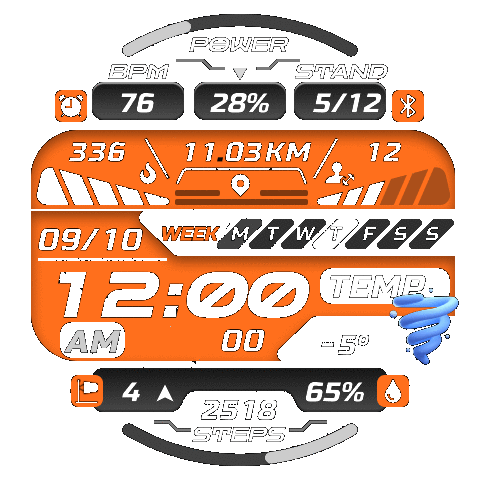 POWER
BPM STAND
76 28% 5/12
336 11.03KM 12
09/10 WEEK M T W T F S S
12:00 TEMP.
AM 00 -5°
4 65%
2518
STEPS